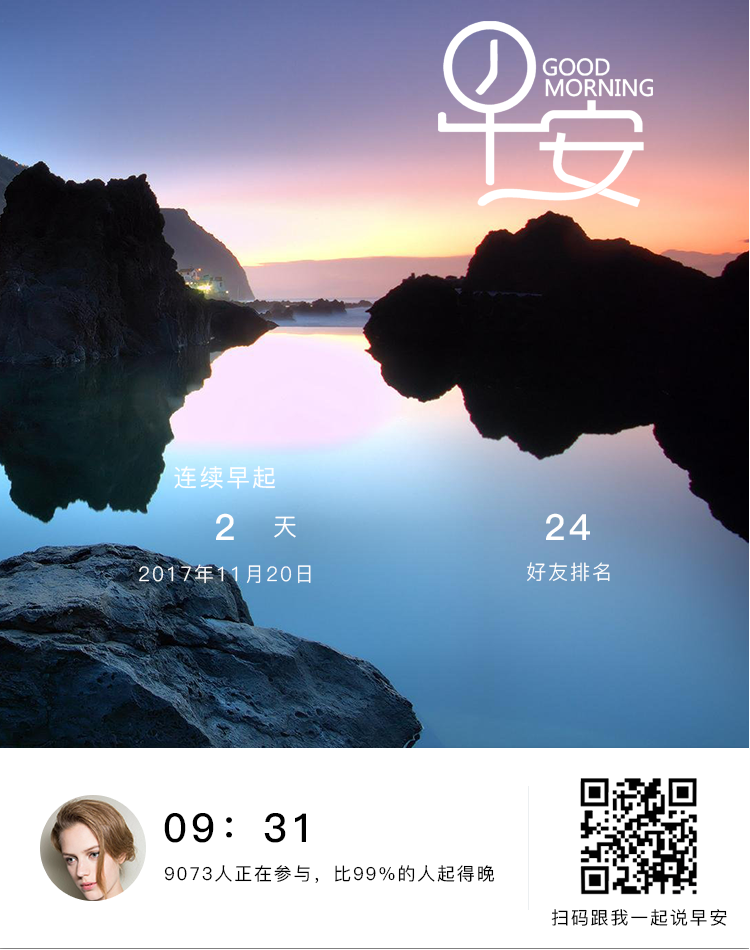 早安
GOOD
MORNING
连续早起
2 天
2017年11月20日
24
好友排名
09：31
9073人正在参与，比99%的人起得晚
扫码跟我一起说早安